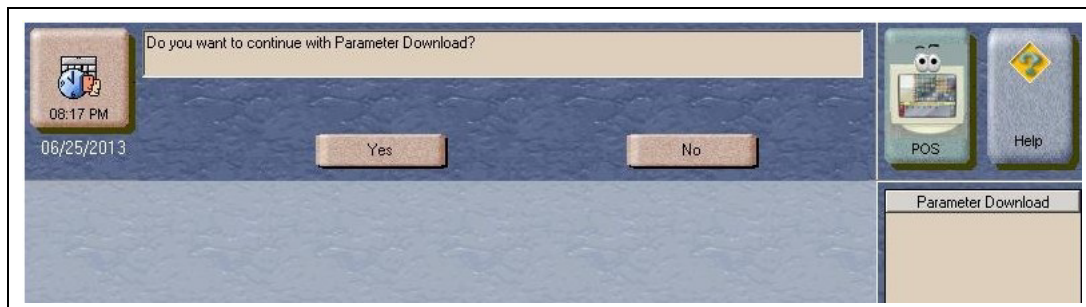 Do you want to continue with Parameter Download?
08:17 PM
06/25/2013
Yes
No
POS
Help
Parameter Download